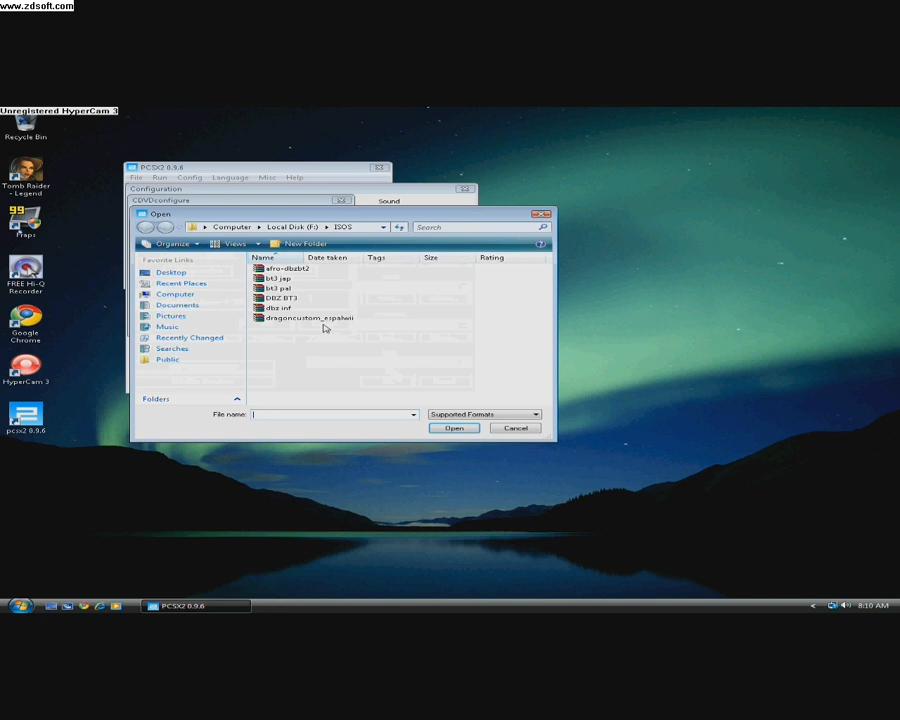 www.zdsoft.com
Unregistered HyperCam 3
Recycle Bin
Tomb Raider
- Legend
99
Fraps
FREE Hi-Q
Recorder
Google
Chrome
HyperCam 3
pcsx2 0.9.6
PCSX2 0.9.6
File Run Config Language Misc Help
Configuration
CDVDconfigure
Sound
Open
Computer Local Disk (F:) ISOS
Search
Organize Views New Folder
Favorite Links
Desktop
Recent Places
Computer
Documents
Pictures
Music
Recently Changed
Searches
Public
Folders
Name Date taken Tags Size Rating
afro-dbzbt2
bt3 jap
bt3 pal
DBZ BT3
dbz inf
dragoncustom_espalwii
File name:
Supported Formats
Open Cancel
PCSX2 0.9.6
8:10 AM